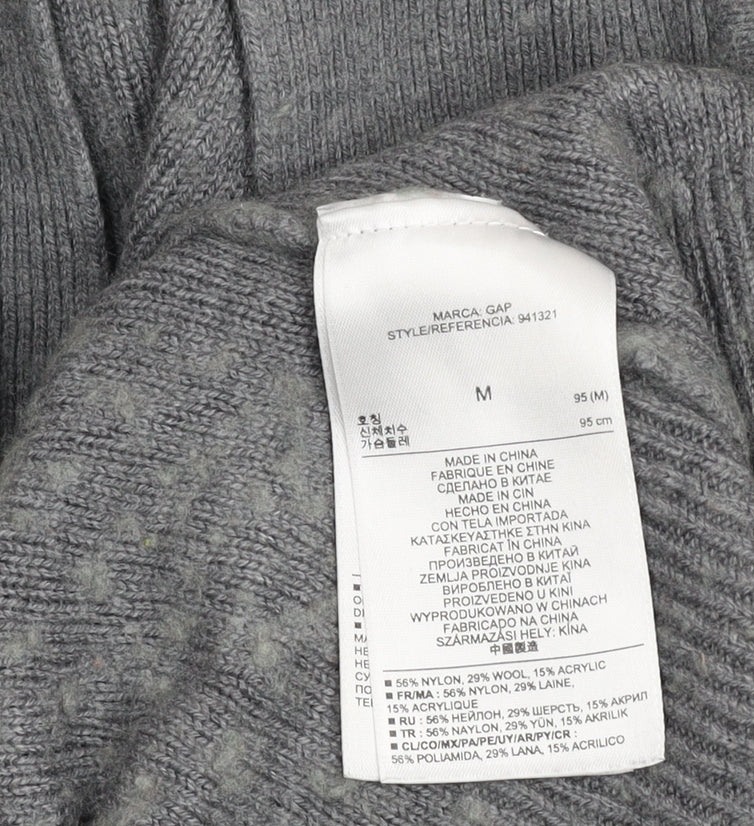 MARCA: GAP
STYLE/REFERENCIA: 941321
M
호칭 95 (M)
신체치수
가슴둘레 95 cm
MADE IN CHINA
FABRIQUE EN CHINE
СДЕЛАНО В КИТАЕ
MADE IN CIN
HECHO EN CHINA
CON TELA IMPORTADA
ΚΑΤΑΣΚΕΥΑΣΤΗΚΕ ΣΤΗΝ ΚΙΝΑ
FABRICAT ÎN CHINA
ПРОИЗВЕДЕНО В КИТАЙ
ZEMLJA PROIZVODNJE KINA
ВИРОБЛЕНО В КИТАЇ
PROIZVEDENO U KINI
WYPRODUKOWANO W CHINACH
FABRICADO NA CHINA
SZÁRMAZÁSI HELY: KÍNA
中國製造
■ 56% NYLON, 29% WOOL, 15% ACRYLIC
■ FR/MA : 56% NYLON, 29% LAINE,
15% ACRYLIQUE
■ RU : 56% НЕЙЛОН, 29% ШЕРСТЬ, 15% АКРИЛ
■ TR : 56% NAYLON, 29% YÜN, 15% AKRILIK
■ CL/CO/MX/PA/PE/UY/AR/PY/CR :
56% POLIAMIDA, 29% LANA, 15% ACRILICO